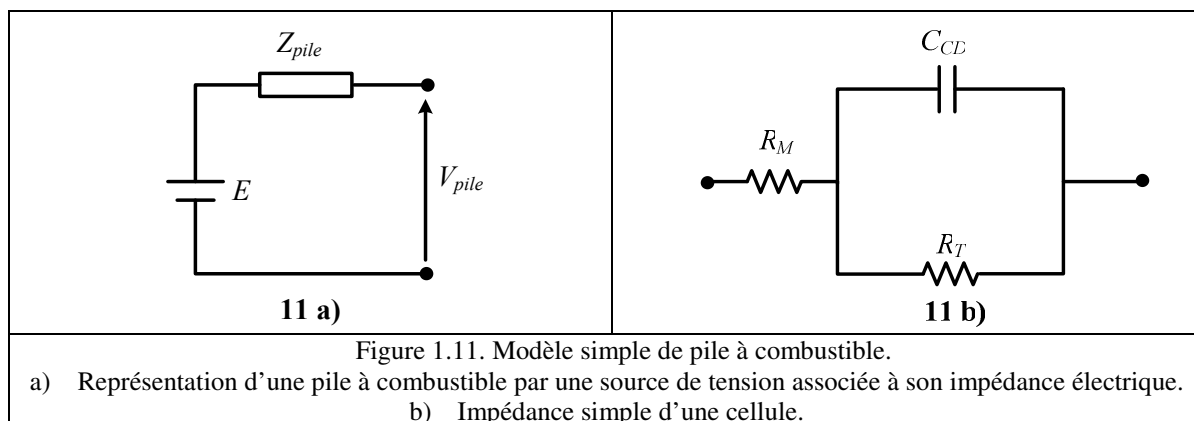 Z_pile
E
V_pile
11 a)
C_CD
R_M
R_T
11 b)
Figure 1.11. Modèle simple de pile à combustible.
a) Représentation d'une pile à combustible par une source de tension associée à son impédance électrique.
b) Impédance simple d'une cellule.